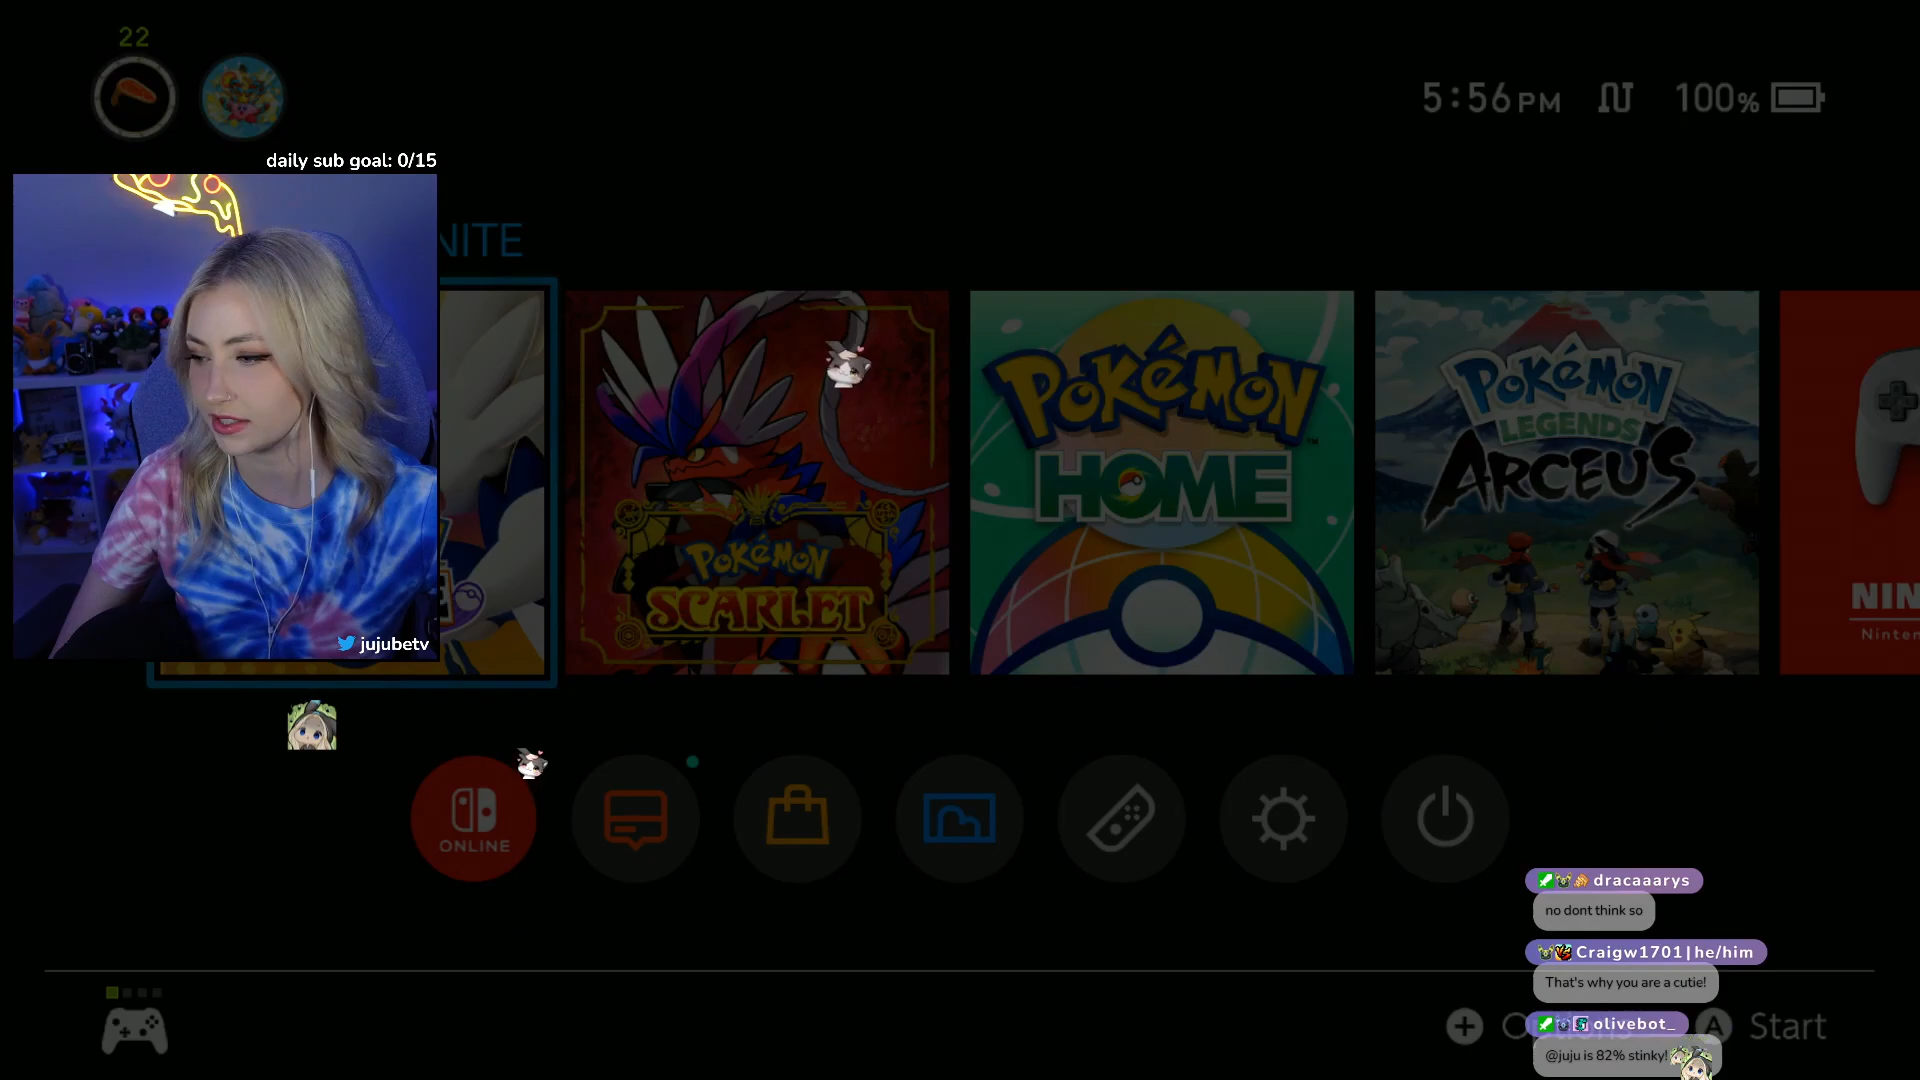 22
5:56 PM
100%
daily sub goal: 0/15
NITE
jujubetv
POKéMON
SCARLET
POKéMON
HOME
POKéMON
LEGENDS
ARCEUS
NIN
Ninten
ONLINE
dracaaarys
no dont think so
Craigw1701|he/him
That's why you are a cutie!
olivebot_
@juju is 82% stinky!
Start